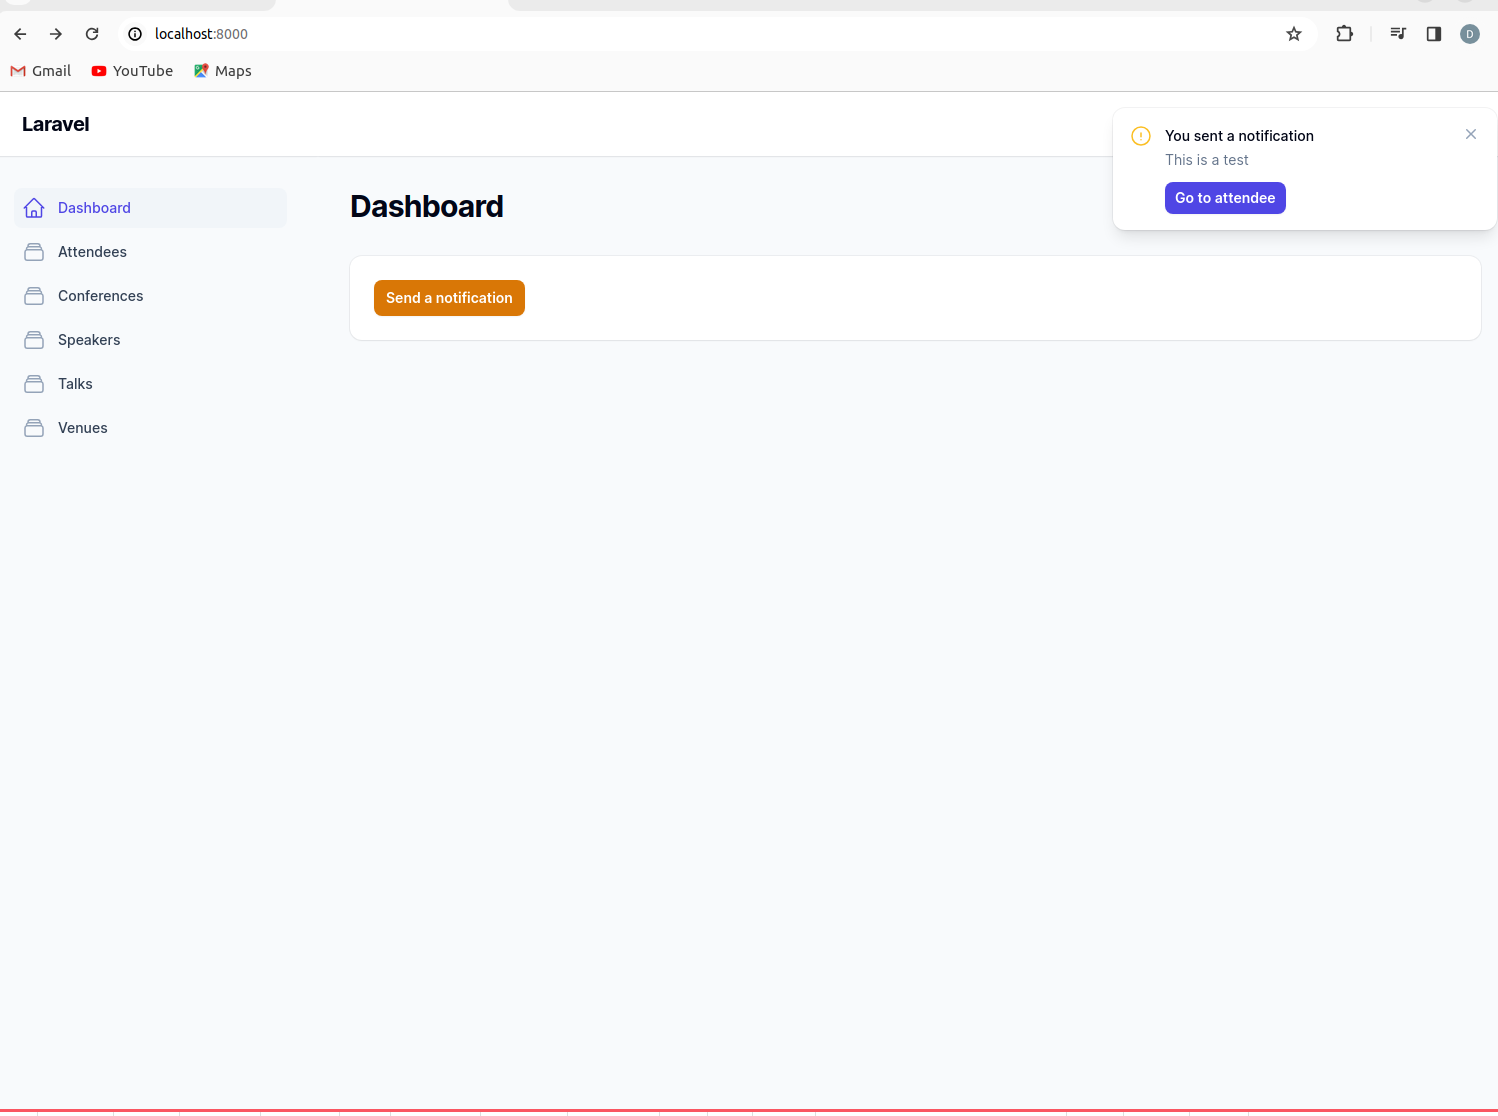 localhost:8000
D
Gmail
YouTube
Maps
Laravel
You sent a notification
This is a test
Go to attendee
Dashboard
Attendees
Conferences
Speakers
Talks
Venues
Dashboard
Send a notification